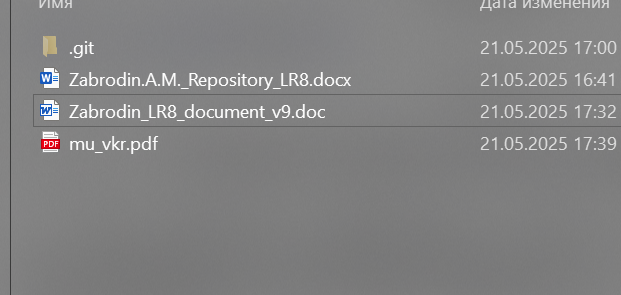 Имя Дата изменения
.git 21.05.2025 17:00
Zabrodin.A.M._Repository_LR8.docx 21.05.2025 16:41
Zabrodin_LR8_document_v9.doc 21.05.2025 17:32
PDF mu_vkr.pdf 21.05.2025 17:39